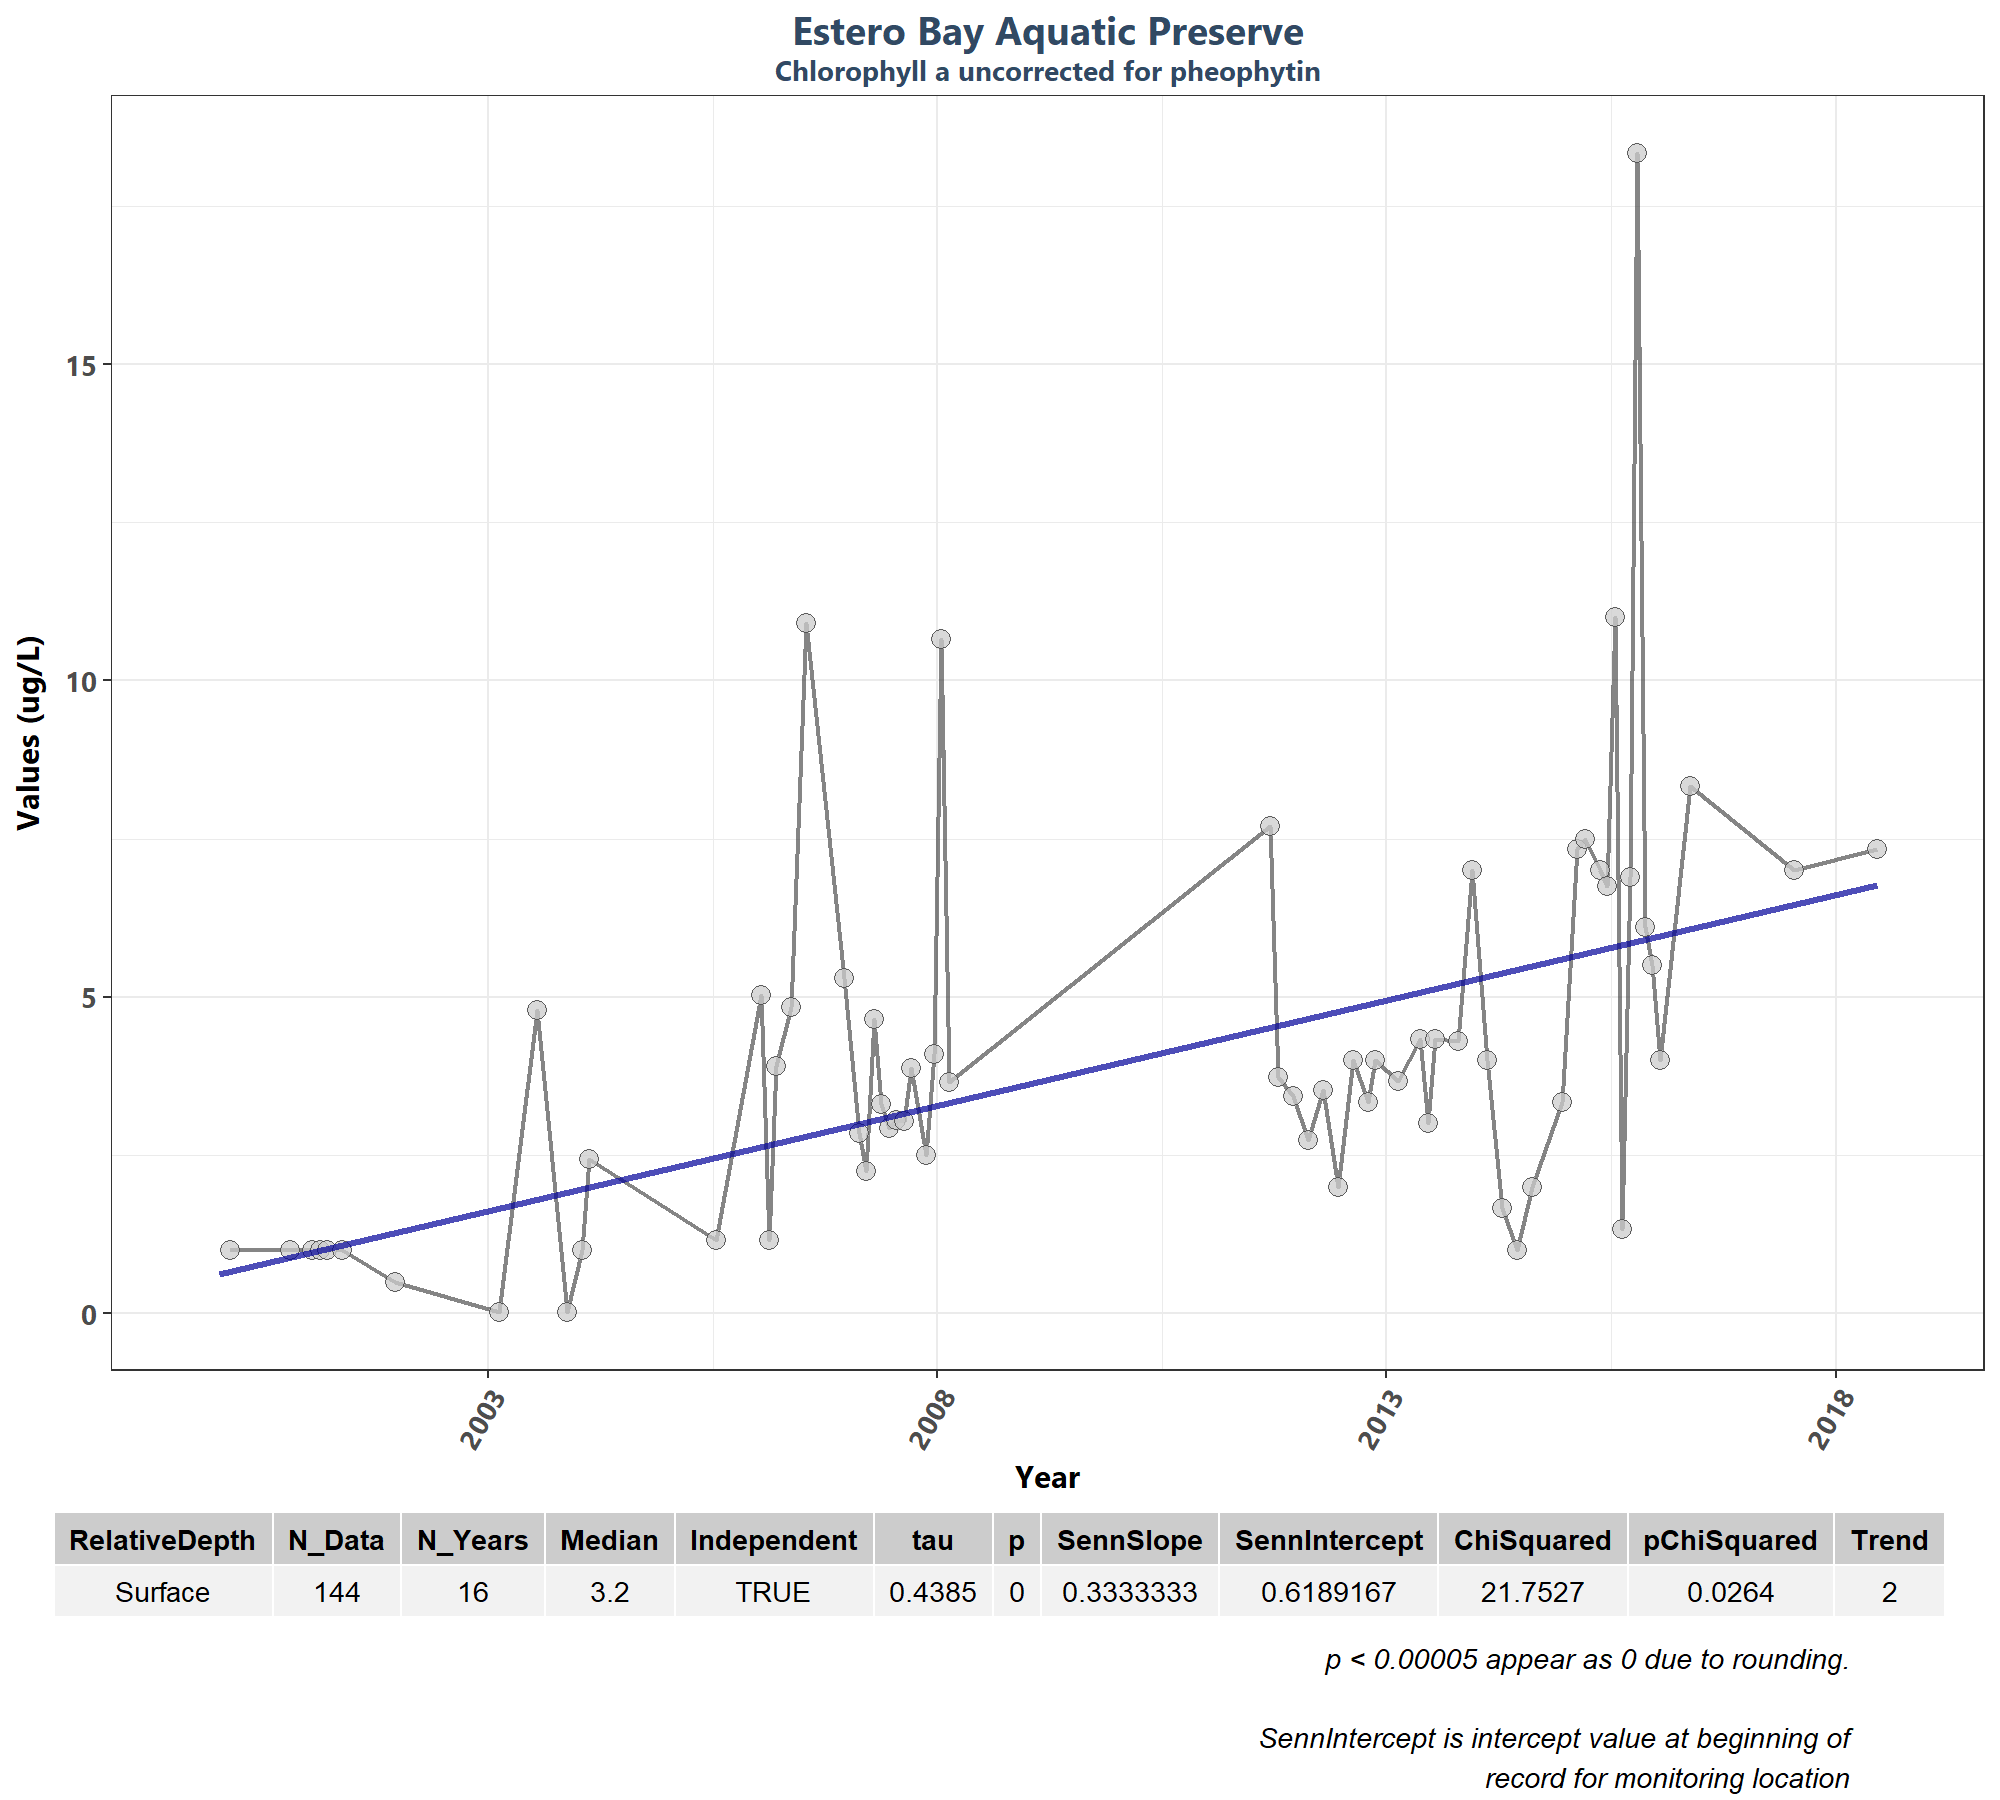 Estero Bay Aquatic Preserve
Chlorophyll a uncorrected for pheophytin
Values (ug/L)
15
10
5
0
2003 2008 2013 2018
Year
RelativeDepth N_Data N_Years Median Independent tau p SennSlope SennIntercept ChiSquared pChiSquared Trend
Surface 144 16 3.2 TRUE 0.4385 0 0.3333333 0.6189167 21.7527 0.0264 2
p < 0.00005 appear as 0 due to rounding.
SennIntercept is intercept value at beginning of
record for monitoring location